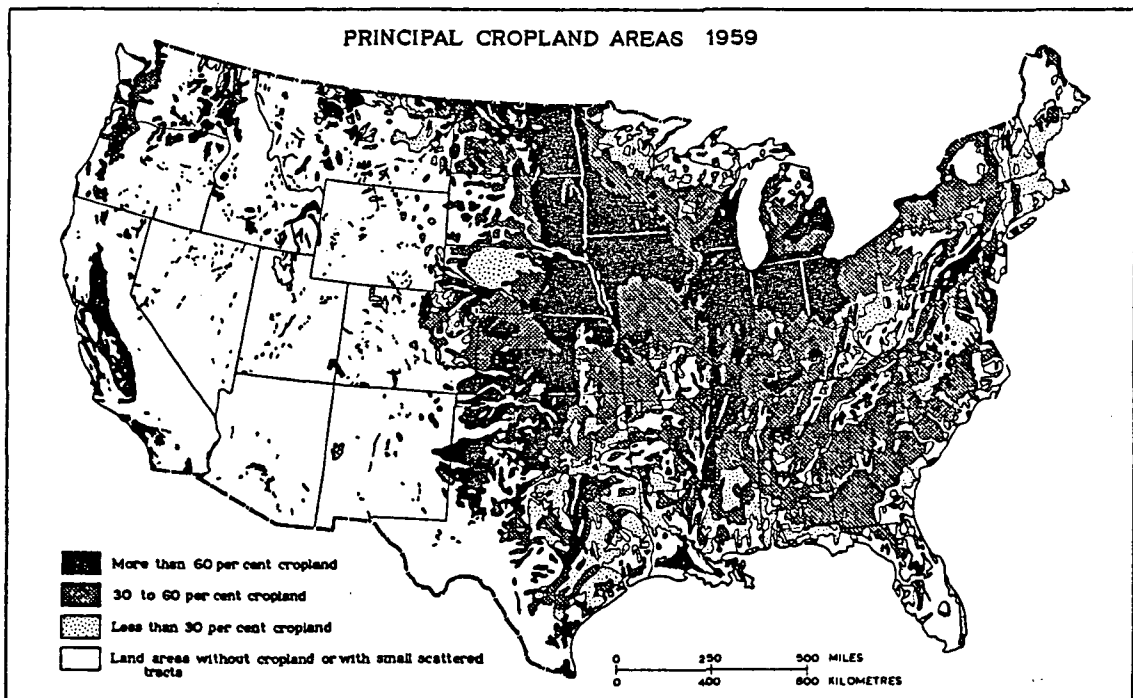 PRINCIPAL CROPLAND AREAS 1959
More than 60 per cent cropland
30 to 60 per cent cropland
Less than 30 per cent cropland
Land areas without cropland or with small scattered
tracts
0 250 500 MILES
0 400 800 KILOMETRES